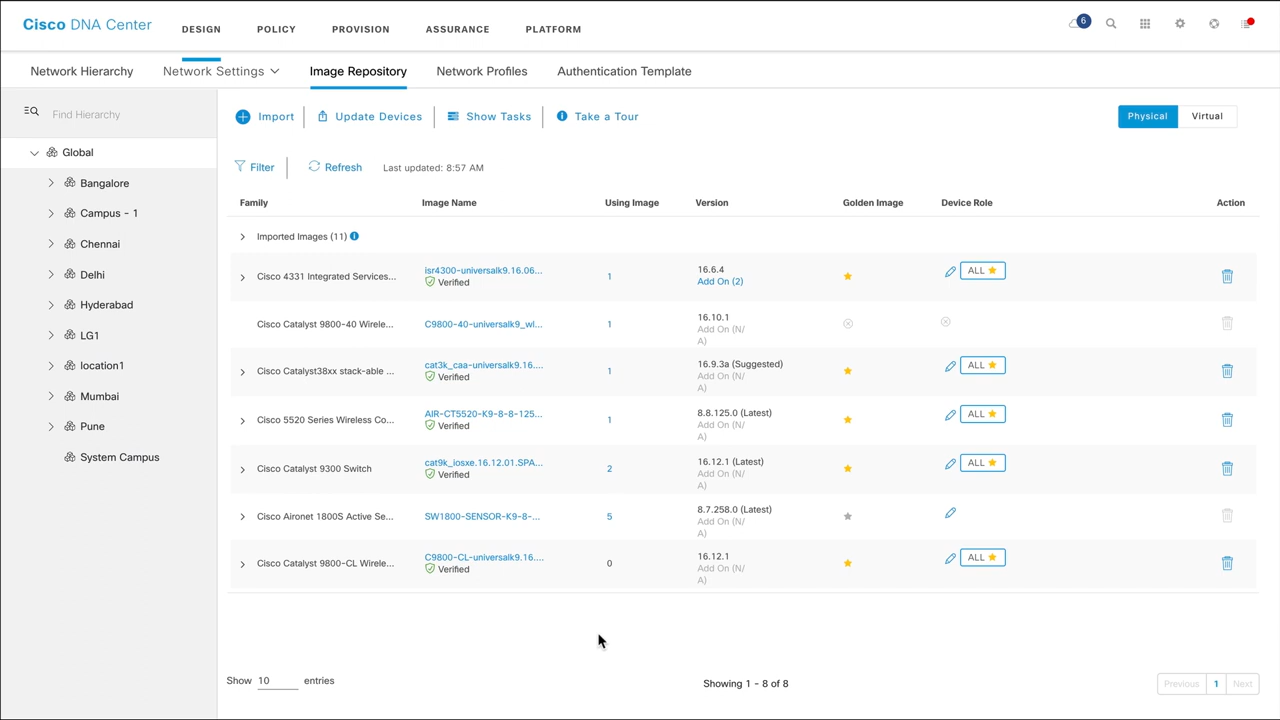 Cisco DNA Center
DESIGN
POLICY
PROVISION
ASSURANCE
PLATFORM
6
Network Hierarchy
Network Settings
Image Repository
Network Profiles
Authentication Template
Find Hierarchy
Global
Bangalore
Campus - 1
Chennai
Delhi
Hyderabad
LG1
location1
Mumbai
Pune
System Campus
Import
Update Devices
Show Tasks
Take a Tour
Physical
Virtual
Filter
Refresh
Last updated: 8:57 AM
Family
Image Name
Using Image
Version
Golden Image
Device Role
Action
Imported Images (11)
Cisco 4331 Integrated Services...
isr4300-universalk9.16.06...
Verified
1
16.6.4
Add On (2)
ALL
Cisco Catalyst 9800-40 Wirele...
C9800-40-universalk9_wl...
1
16.10.1
Add On (N/
A)
Cisco Catalyst38xx stack-able ...
cat3k_caa-universalk9.16....
Verified
1
16.9.3a (Suggested)
Add On (N/
A)
ALL
Cisco 5520 Series Wireless Co...
AIR-CT5520-K9-8-8-125...
Verified
1
8.8.125.0 (Latest)
Add On (N/
A)
ALL
Cisco Catalyst 9300 Switch
cat9k_iosxe.16.12.01.SPA...
Verified
2
16.12.1 (Latest)
Add On (N/
A)
ALL
Cisco Aironet 1800S Active Se...
SW1800-SENSOR-K9-8-...
5
8.7.258.0 (Latest)
Add On (N/
A)
Cisco Catalyst 9800-CL Wirele...
C9800-CL-universalk9.16....
Verified
0
16.12.1
Add On (N/
A)
ALL
Show 10 entries
Showing 1 - 8 of 8
Previous
1
Next